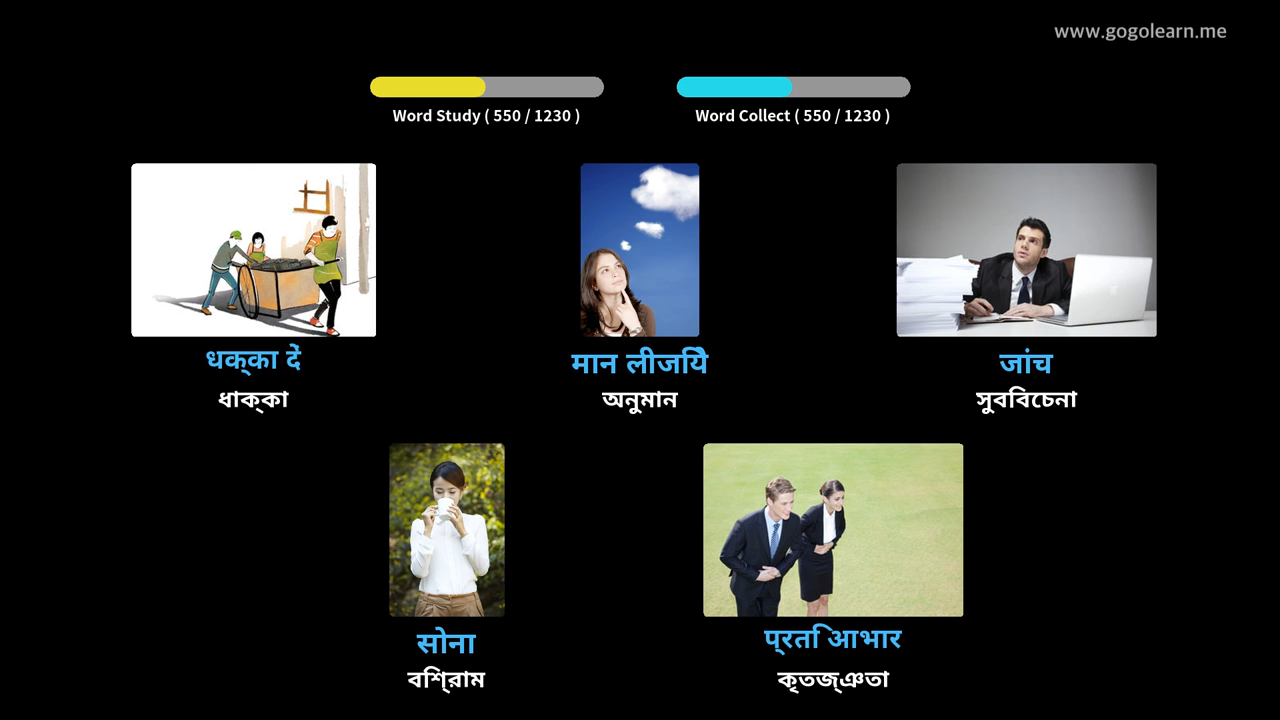 www.gogolearn.me
Word Study ( 550 / 1230 )
Word Collect ( 550 / 1230 )
धक्का दें
ধাক্কা
मान लीजिये
অনুমান
जांच
সুবিবেচনা
सोना
বিশ্রাম
प्रति आभार
কৃতজ্ঞতা